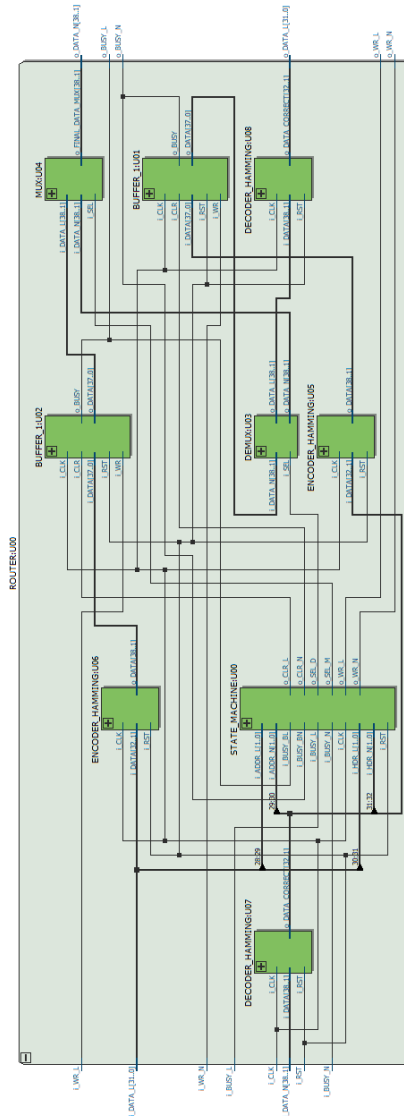 ROUTER:U00
i_WR_L
i_DATA_L[31.0]
i_WR_N
i_BUSY_L
i_CLK
_DATA_N[38.1]
i_RST
i_BUSY_N
DECODER_HAMMING:U07
i_CLK
i_DATA[38.1]
i_RST
o_DATA_CORRECT[32.1]
28:29
29:30
30:31
31:32
ENCODER_HAMMING:U06
i_CLK
i_DATA[32.1]
i_RST
o_DATA[38.1]
STATE_MACHINE:U00
i_ADDR_L[1.0]
i_ADDR_N[1.0]
i_BUSY_BL
i_BUSY_BN
i_BUSY_L
i_BUSY_N
i_CLK
i_HDR_L[1.0]
i_HDR_N[1.0]
i_RST
o_CLR_L
o_CLR_N
o_SEL_D
o_SEL_M
o_WR_L
o_WR_N
BUFFER_1:U02
i_CLK
i_CLR
i_DATA[37.0]
i_RST
i_WR
o_BUSY
o_DATA[37.0]
DEMUX:U03
i_DATA_N[38.1]
i_SEL
o_DATA_L[38.1]
o_DATA_N[38.1]
ENCODER_HAMMING:U05
i_CLK
i_DATA[32.1]
i_RST
o_DATA[38.1]
MUX:U04
i_DATA_L[38.1]
i_DATA_N[38.1]
i_SEL
o_FINAL_DATA_MUX[38.1]
BUFFER_1:U01
i_CLK
i_CLR
i_DATA[37.0]
i_RST
i_WR
o_BUSY
o_DATA[37.0]
DECODER_HAMMING:U08
i_CLK
i_DATA[38.1]
i_RST
o_DATA_CORRECT[32.1]
o_DATA_N[38.1]
o_BUSY_L
o_BUSY_N
o_DATA_L[31.0]
o_WR_L
o_WR_N